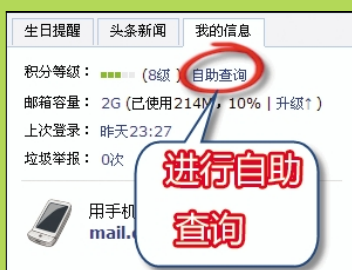 生日提醒 头条新闻 我的信息
积分等级： (8级) 自助查询
邮箱容量： 2G (已使用214M，10% | 升级↑)
上次登录： 昨天23:27
垃圾举报： 0次
进行自助
查询
用手机
mail.